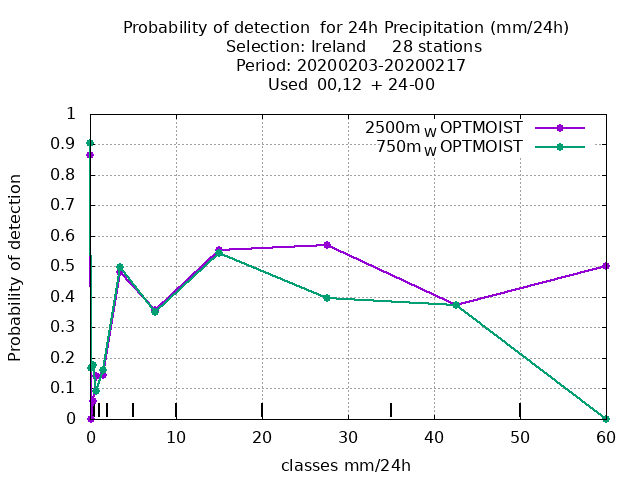 Probability of detection  for 24h Precipitation (mm/24h)
Selection: Ireland     28 stations
Period: 20200203-20200217
Used  00,12  + 24-00
2500m W OPTMOIST
750m W OPTMOIST
1
0.9
0.8
0.7
0.6
0.5
0.4
0.3
0.2
0.1
0
Probability of detection
0 10 20 30 40 50 60
classes mm/24h